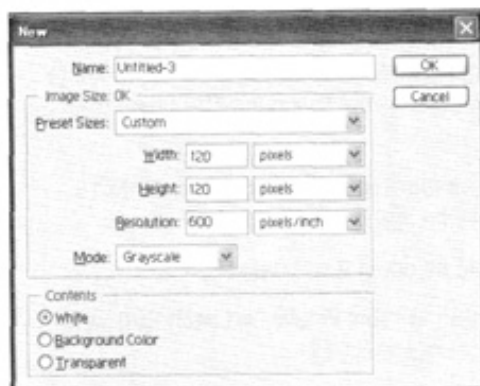 New
Name: Untitled-3
OK
Image Size: OK
Cancel
Preset Sizes: Custom
Width: 120 pixels
Height: 120 pixels
Resolution: 600 pixels/inch
Mode: Grayscale
Contents
White
Background Color
Transparent